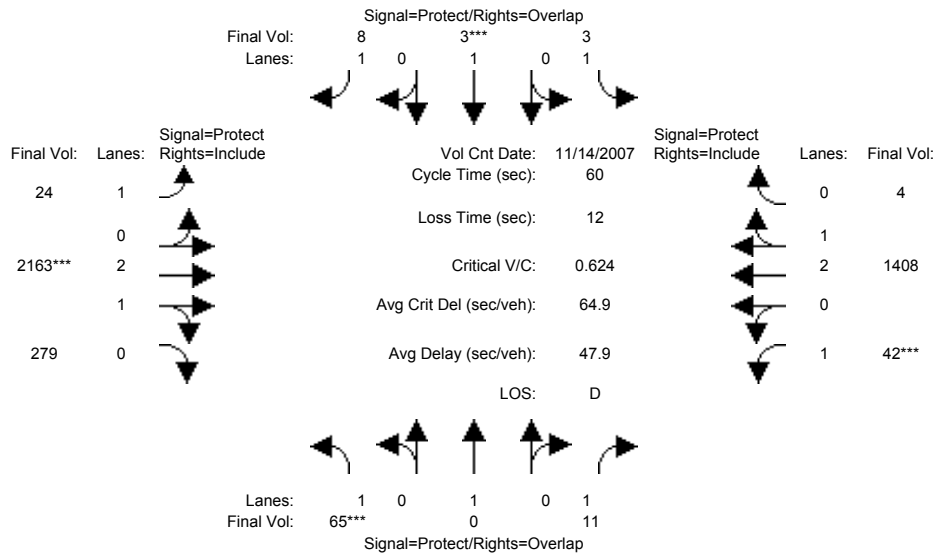 Signal=Protect/Rights=Overlap
Final Vol: 8 3*** 3
Lanes: 1 0 1 0 1
Signal=Protect Signal=Protect
Final Vol: Lanes: Rights=Include Vol Cnt Date: 11/14/2007 Rights=Include Lanes: Final Vol:
Cycle Time (sec): 60
24 1 0 4
Loss Time (sec): 12
0 1
2163*** 2 Critical V/C: 0.624 2 1408
1 Avg Crit Del (sec/veh): 64.9 0
279 0 Avg Delay (sec/veh): 47.9 1 42***
LOS: D
Lanes: 1 0 1 0 1
Final Vol: 65*** 0 11
Signal=Protect/Rights=Overlap